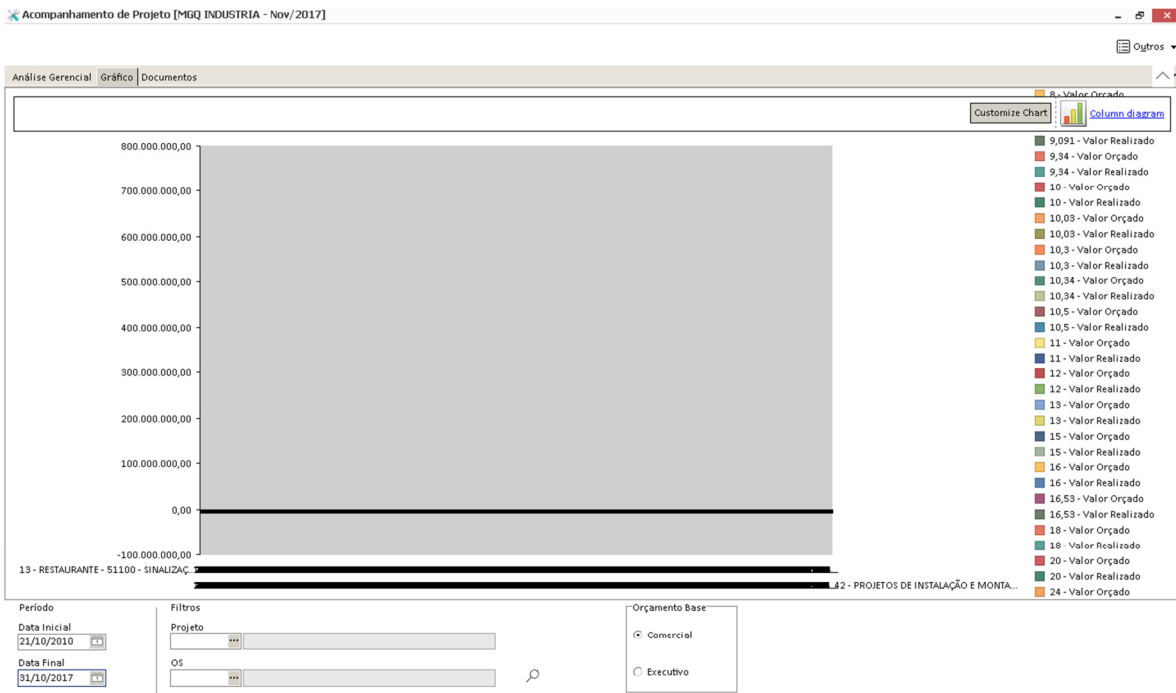 Acompanhamento de Projeto [MGQ INDUSTRIA - Nov/2017]
Outros
Análise Gerencial Gráfico Documentos
8 - Valor Orçado
Customize Chart Column diagram
800.000.000,00
700.000.000,00
600.000.000,00
500.000.000,00
400.000.000,00
300.000.000,00
200.000.000,00
100.000.000,00
0,00
-100.000.000,00
13 - RESTAURANTE - 51100 - SINALIZAÇ...
42 - PROJETOS DE INSTALAÇÃO E MONTA...
9,091 - Valor Realizado
9,34 - Valor Orçado
9,34 - Valor Realizado
10 - Valor Orçado
10 - Valor Realizado
10,03 - Valor Orçado
10,03 - Valor Realizado
10,3 - Valor Orçado
10,3 - Valor Realizado
10,34 - Valor Orçado
10,34 - Valor Realizado
10,5 - Valor Orçado
10,5 - Valor Realizado
11 - Valor Orçado
11 - Valor Realizado
12 - Valor Orçado
12 - Valor Realizado
13 - Valor Orçado
13 - Valor Realizado
15 - Valor Orçado
15 - Valor Realizado
16 - Valor Orçado
16 - Valor Realizado
16,53 - Valor Orçado
16,53 - Valor Realizado
18 - Valor Orçado
18 - Valor Realizado
20 - Valor Orçado
20 - Valor Realizado
24 - Valor Orçado
Período
Data Inicial
21/10/2010
Data Final
31/10/2017
Filtros
Projeto
OS
Orçamento Base
Comercial
Executivo